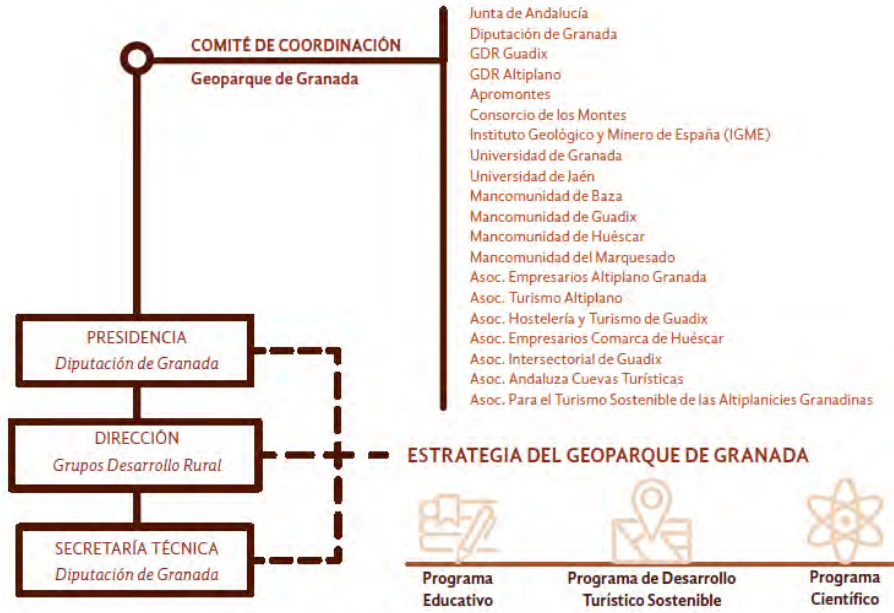 COMITÉ DE COORDINACIÓN
Geoparque de Granada
Junta de Andalucía
Diputación de Granada
GDR Guadix
GDR Altiplano
Apromontes
Consorcio de los Montes
Instituto Geológico y Minero de España (IGME)
Universidad de Granada
Universidad de Jaén
Mancomunidad de Baza
Mancomunidad de Guadix
Mancomunidad de Huéscar
Mancomunidad del Marquesado
Asoc. Empresarios Altiplano Granada
Asoc. Turismo Altiplano
Asoc. Hostelería y Turismo de Guadix
Asoc. Empresarios Comarca de Huéscar
Asoc. Intersectorial de Guadix
Asoc. Andaluza Cuevas Turísticas
Asoc. Para el Turismo Sostenible de las Altiplanicies Granadinas
PRESIDENCIA
Diputación de Granada
DIRECCIÓN
Grupos Desarrollo Rural
SECRETARÍA TÉCNICA
Diputación de Granada
ESTRATEGIA DEL GEOPARQUE DE GRANADA
Programa
Educativo
Programa de Desarrollo
Turístico Sostenible
Programa
Científico